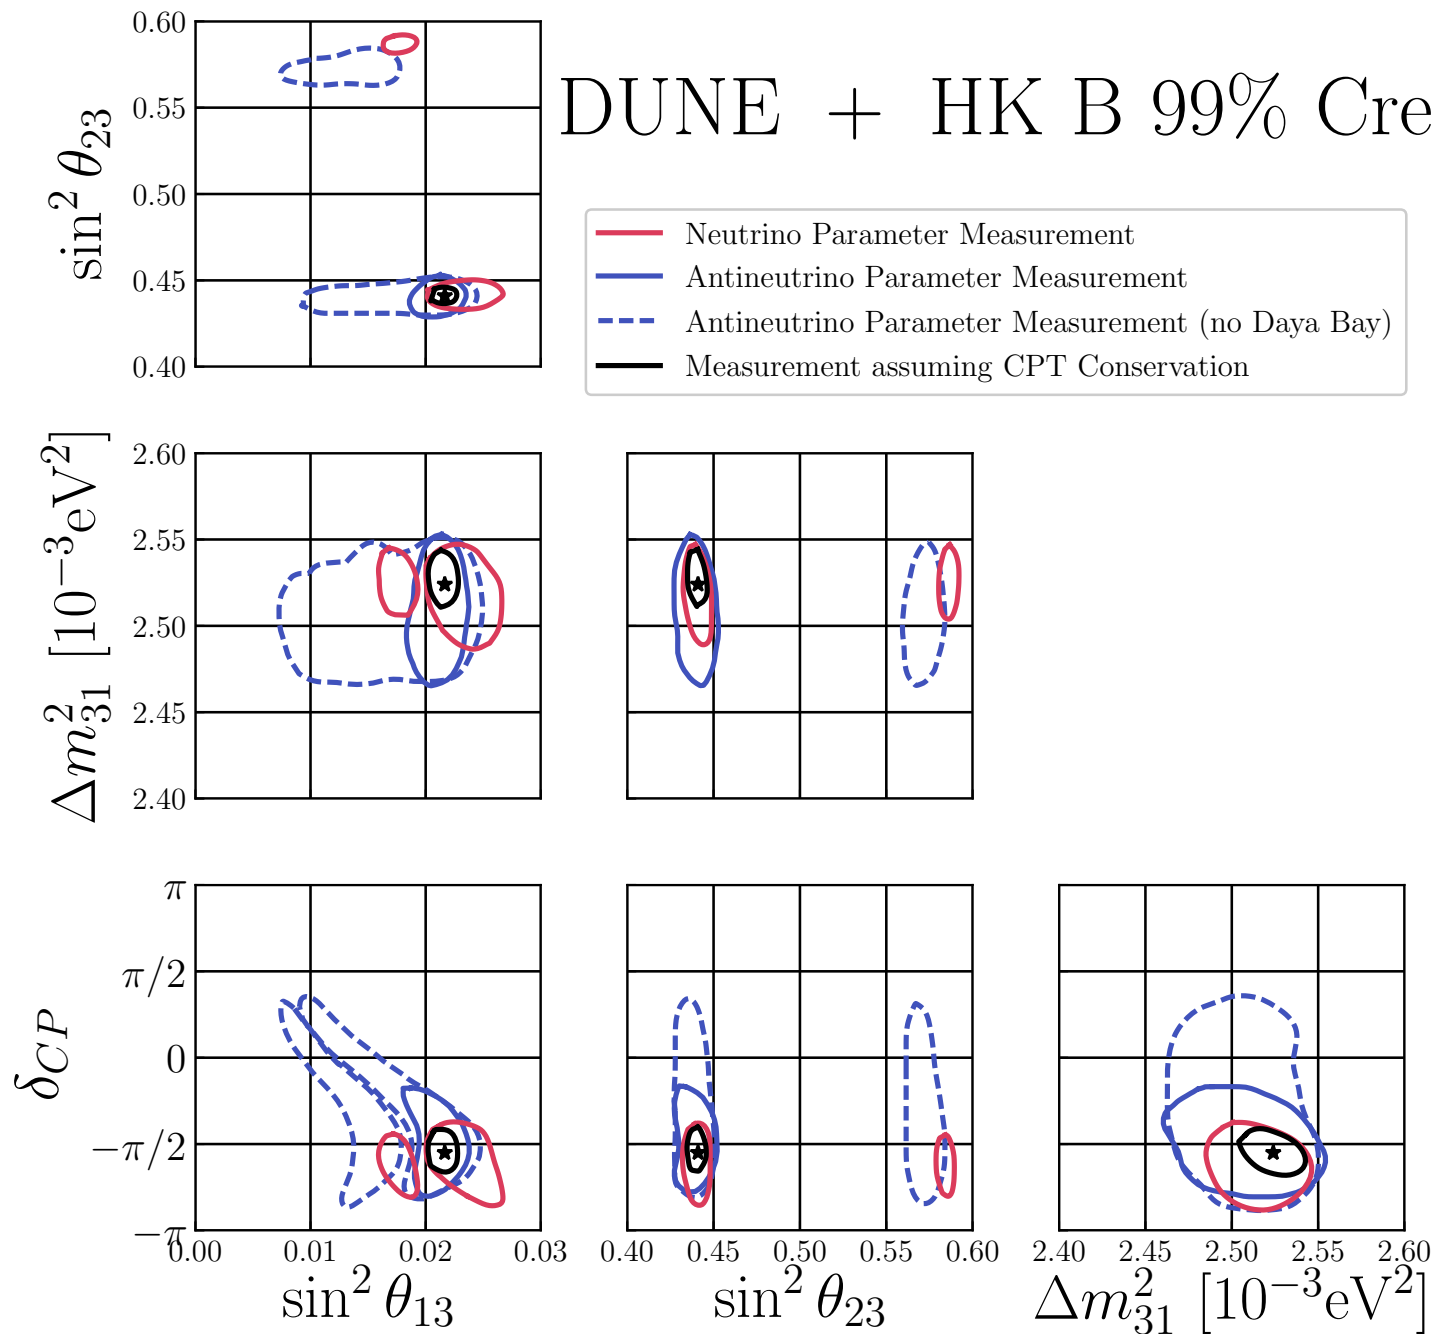 DUNE + HK B 99% Cre
Neutrino Parameter Measurement
Antineutrino Parameter Measurement
Antineutrino Parameter Measurement (no Daya Bay)
Measurement assuming CPT Conservation
sin² θ₂₃
0.60
0.55
0.50
0.45
0.40
Δm²₃₁ [10⁻³eV²]
2.60
2.55
2.50
2.45
2.40
δ_CP
π
π/2
0
−π/2
−π
0.00 0.01 0.02 0.03
sin² θ₁₃
0.40 0.45 0.50 0.55 0.60
sin² θ₂₃
2.40 2.45 2.50 2.55 2.60
Δm²₃₁ [10⁻³eV²]